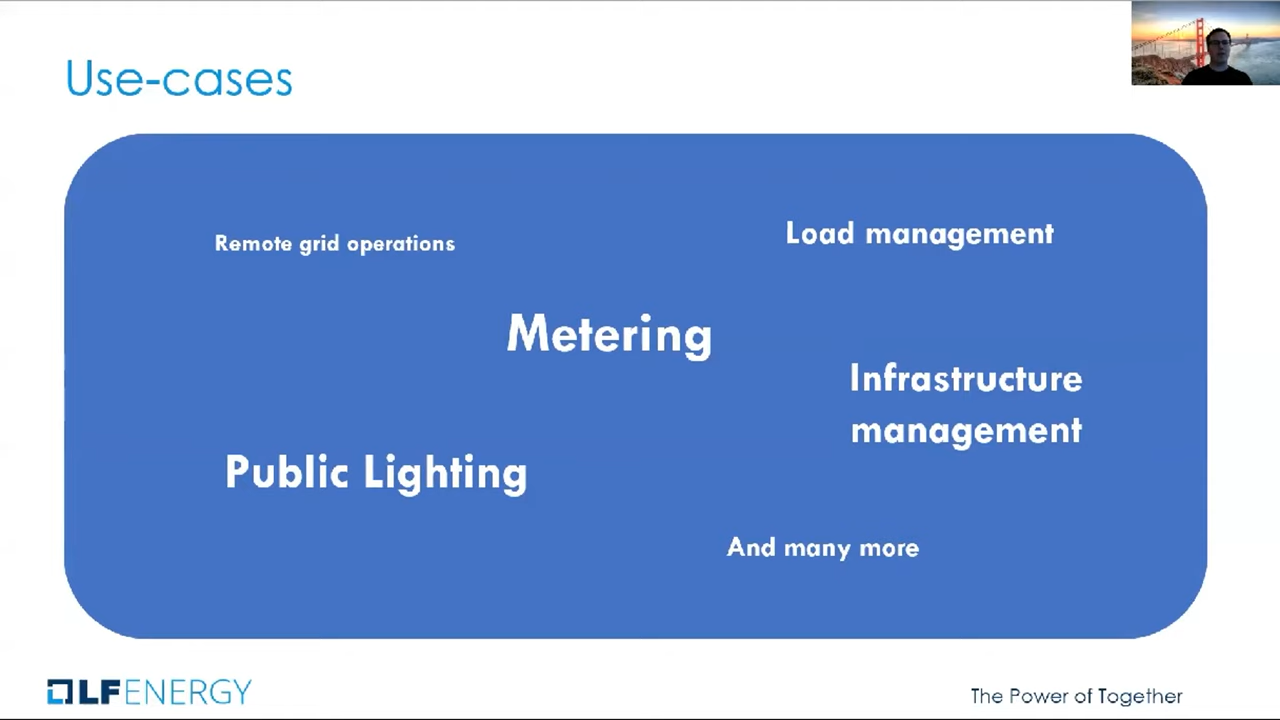 Use-cases
Remote grid operations
Load management
Metering
Infrastructure
management
Public Lighting
And many more
LFENERGY
The Power of Together